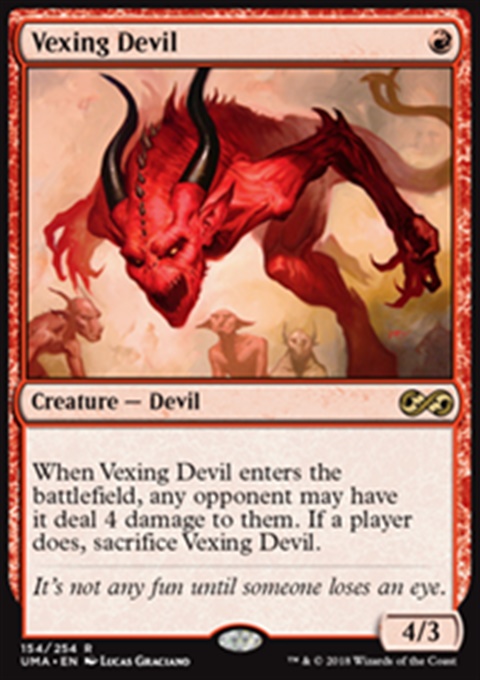 Vexing Devil
Creature — Devil
When Vexing Devil enters the
battlefield, any opponent may have
it deal 4 damage to them. If a player
does, sacrifice Vexing Devil.
It's not any fun until someone loses an eye.
4/3
154/254 R
UMA • EN Lucas Graciano
™ & © 2018 Wizards of the Coast